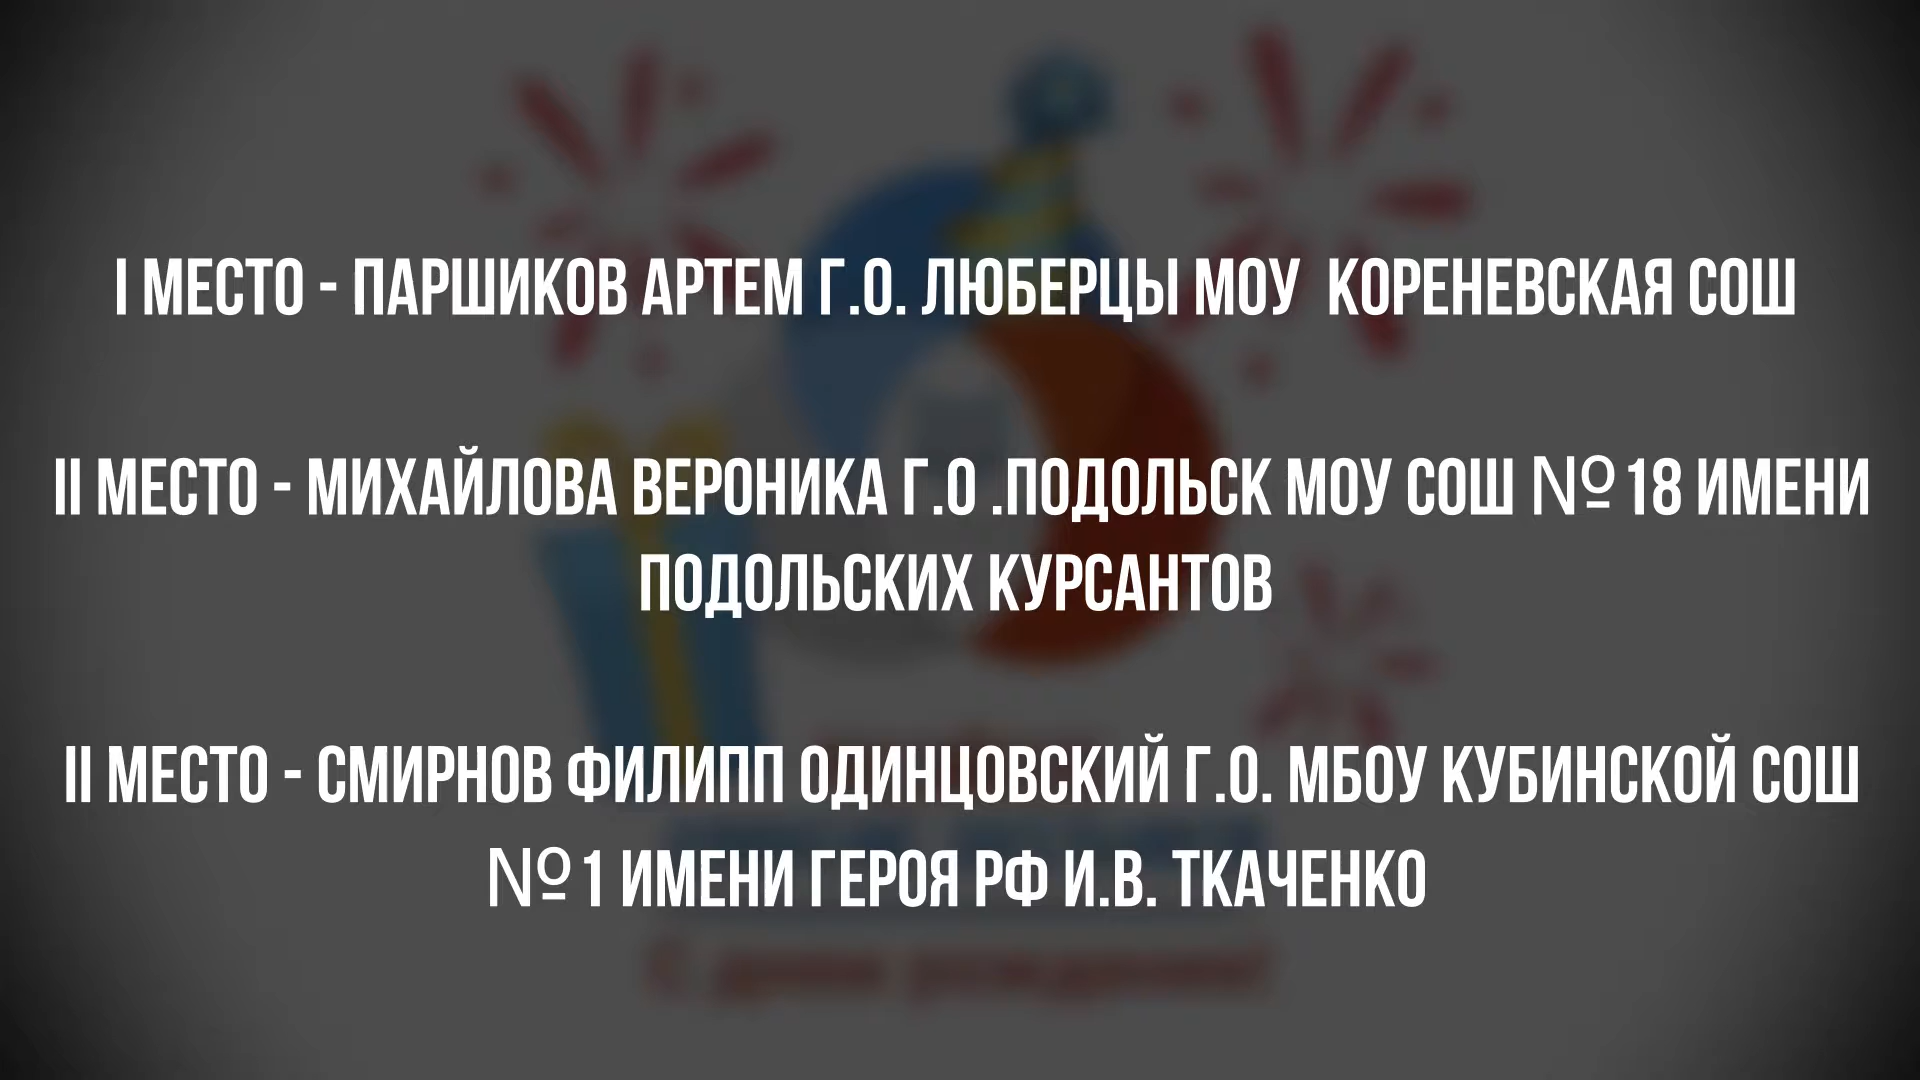 I МЕСТО - ПАРШИКОВ АРТЕМ Г.О. ЛЮБЕРЦЫ МОУ  КОРЕНЕВСКАЯ СОШ
II МЕСТО - МИХАЙЛОВА ВЕРОНИКА Г.О .ПОДОЛЬСК МОУ СОШ №18 ИМЕНИ
ПОДОЛЬСКИХ КУРСАНТОВ
II МЕСТО - СМИРНОВ ФИЛИПП ОДИНЦОВСКИЙ Г.О. МБОУ КУБИНСКОЙ СОШ
№1 ИМЕНИ ГЕРОЯ РФ И.В. ТКАЧЕНКО